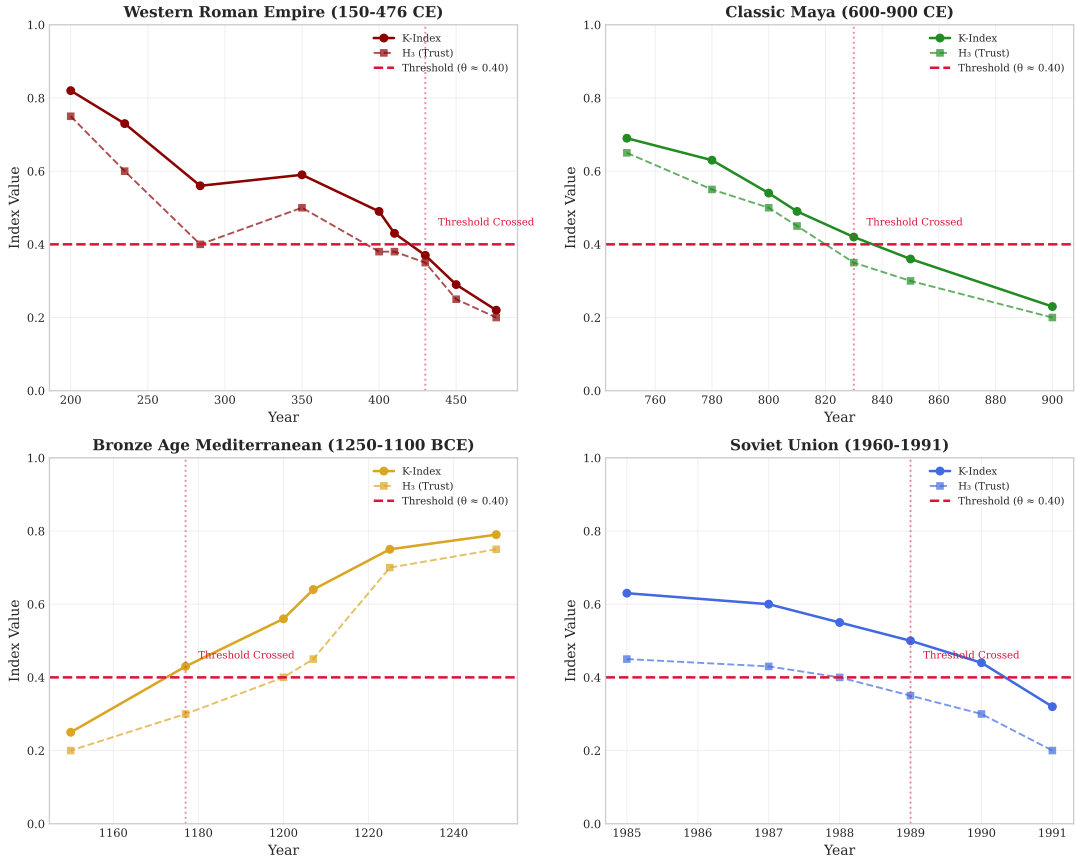 Western Roman Empire (150-476 CE)
K-Index
H₃ (Trust)
Threshold (θ ≈ 0.40)
Threshold Crossed
Index Value
1.0
0.8
0.6
0.4
0.2
0.0
200 250 300 350 400 450
Year
Classic Maya (600-900 CE)
K-Index
H₃ (Trust)
Threshold (θ ≈ 0.40)
Threshold Crossed
Index Value
1.0
0.8
0.6
0.4
0.2
0.0
760 780 800 820 840 860 880 900
Year
Bronze Age Mediterranean (1250-1100 BCE)
K-Index
H₃ (Trust)
Threshold (θ ≈ 0.40)
Threshold Crossed
Index Value
1.0
0.8
0.6
0.4
0.2
0.0
1160 1180 1200 1220 1240
Year
Soviet Union (1960-1991)
K-Index
H₃ (Trust)
Threshold (θ ≈ 0.40)
Threshold Crossed
Index Value
1.0
0.8
0.6
0.4
0.2
0.0
1985 1986 1987 1988 1989 1990 1991
Year